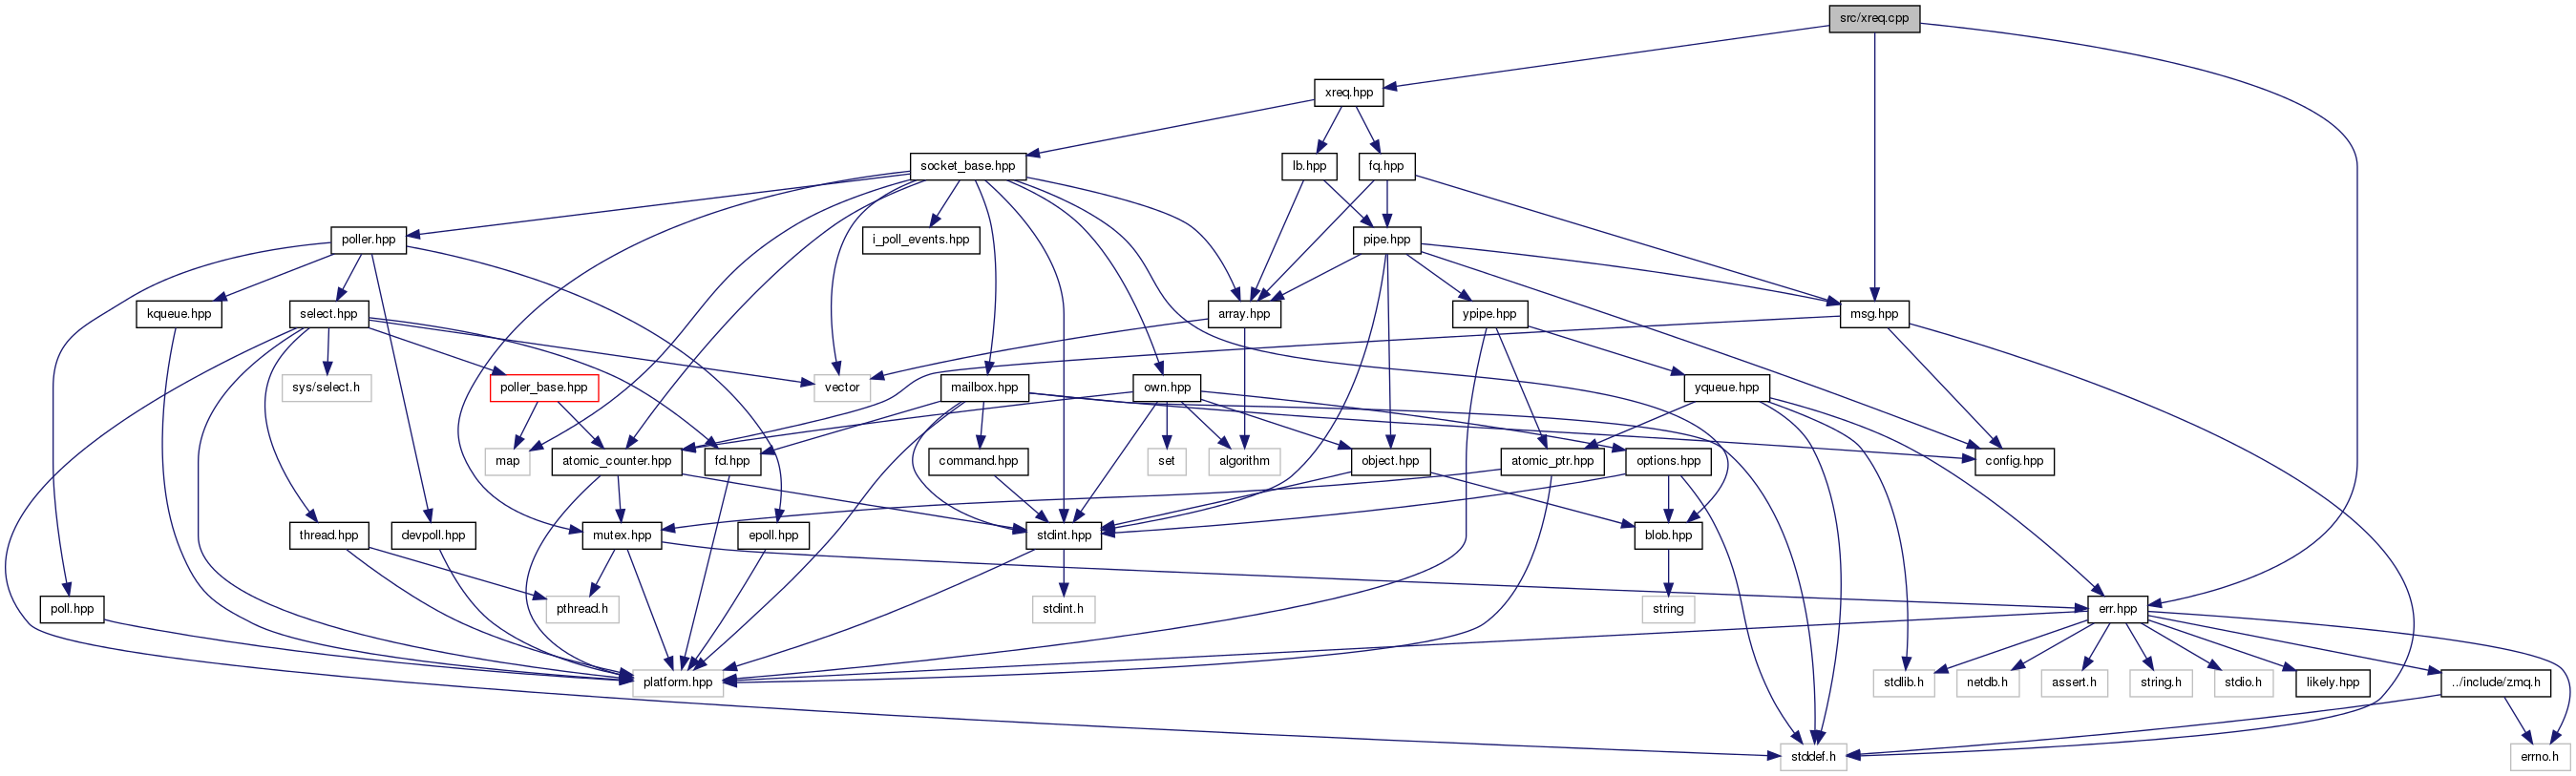 src/xreq.cpp
xreq.hpp
socket_base.hpp
lb.hpp
fq.hpp
poller.hpp
i_poll_events.hpp
pipe.hpp
kqueue.hpp
select.hpp
array.hpp
ypipe.hpp
msg.hpp
sys/select.h
poller_base.hpp
vector
mailbox.hpp
own.hpp
yqueue.hpp
map
atomic_counter.hpp
fd.hpp
command.hpp
set
algorithm
object.hpp
atomic_ptr.hpp
options.hpp
config.hpp
thread.hpp
devpoll.hpp
mutex.hpp
epoll.hpp
stdint.hpp
blob.hpp
poll.hpp
pthread.h
stdint.h
string
err.hpp
platform.hpp
stdlib.h
netdb.h
assert.h
string.h
stdio.h
likely.hpp
../include/zmq.h
stddef.h
errno.h